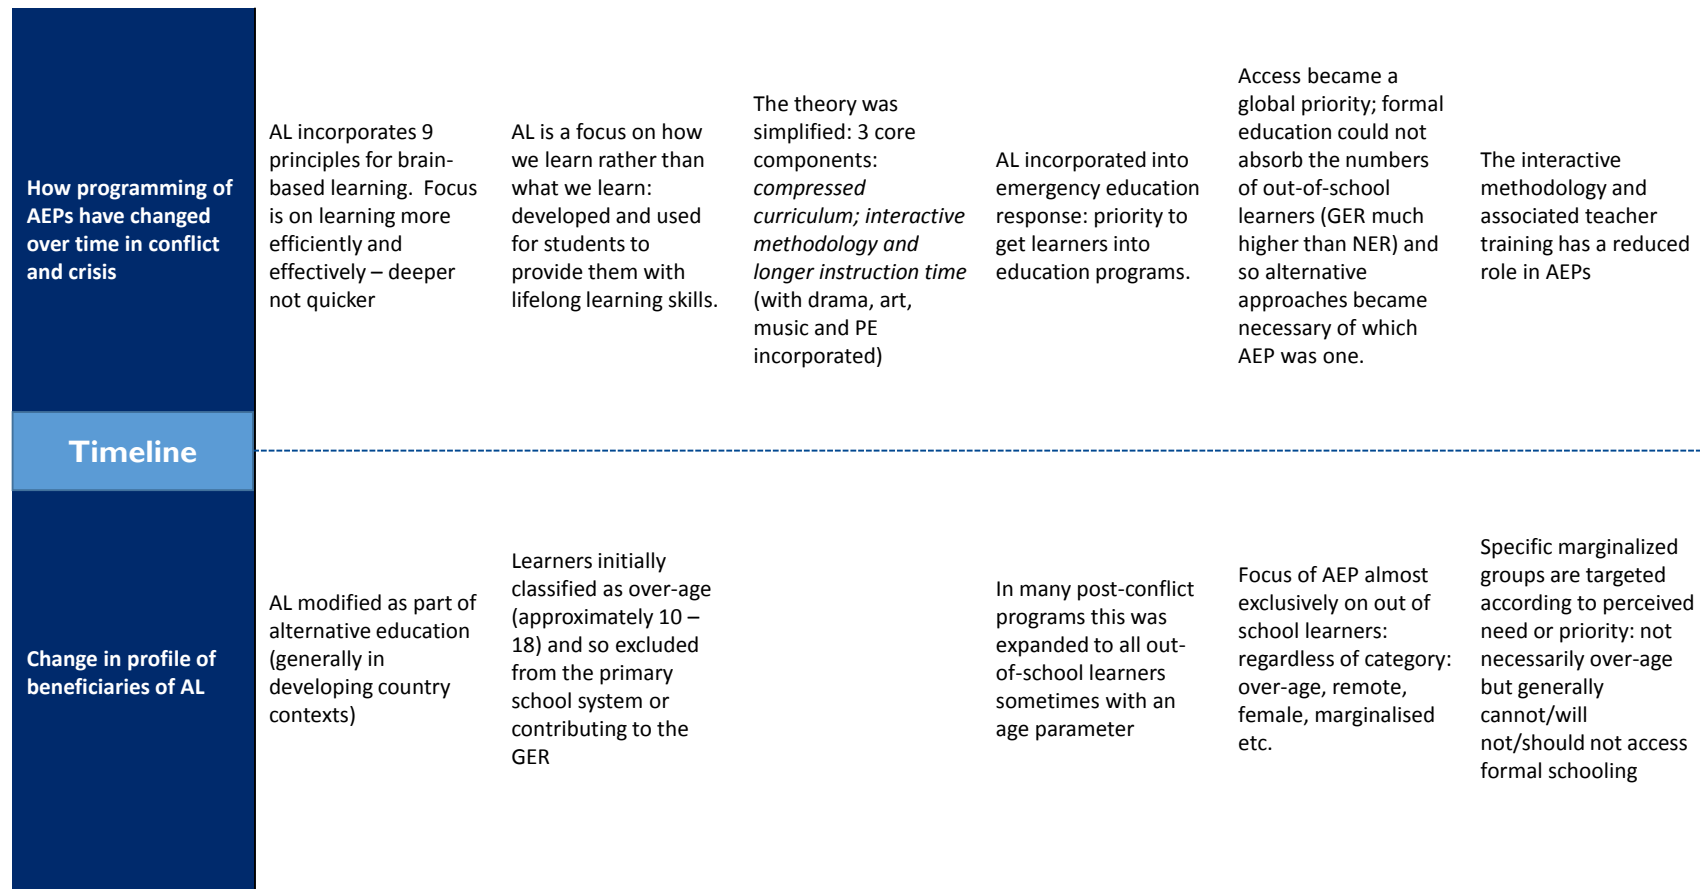 How programming of
AEPs have changed
over time in conflict
and crisis
AL incorporates 9
principles for brain-
based learning.  Focus
is on learning more
efficiently and
effectively – deeper
not quicker
AL is a focus on how
we learn rather than
what we learn:
developed and used
for students to
provide them with
lifelong learning skills.
The theory was
simplified: 3 core
components:
compressed
curriculum; interactive
methodology and
longer instruction time
(with drama, art,
music and PE
incorporated)
AL incorporated into
emergency education
response: priority to
get learners into
education programs.
Access became a
global priority; formal
education could not
absorb the numbers
of out-of-school
learners (GER much
higher than NER) and
so alternative
approaches became
necessary of which
AEP was one.
The interactive
methodology and
associated teacher
training has a reduced
role in AEPs
Timeline
Change in profile of
beneficiaries of AL
AL modified as part of
alternative education
(generally in
developing country
contexts)
Learners initially
classified as over-age
(approximately 10 –
18) and so excluded
from the primary
school system or
contributing to the
GER
In many post-conflict
programs this was
expanded to all out-
of-school learners
sometimes with an
age parameter
Focus of AEP almost
exclusively on out of
school learners:
regardless of category:
over-age, remote,
female, marginalised
etc.
Specific marginalized
groups are targeted
according to perceived
need or priority: not
necessarily over-age
but generally
cannot/will
not/should not access
formal schooling